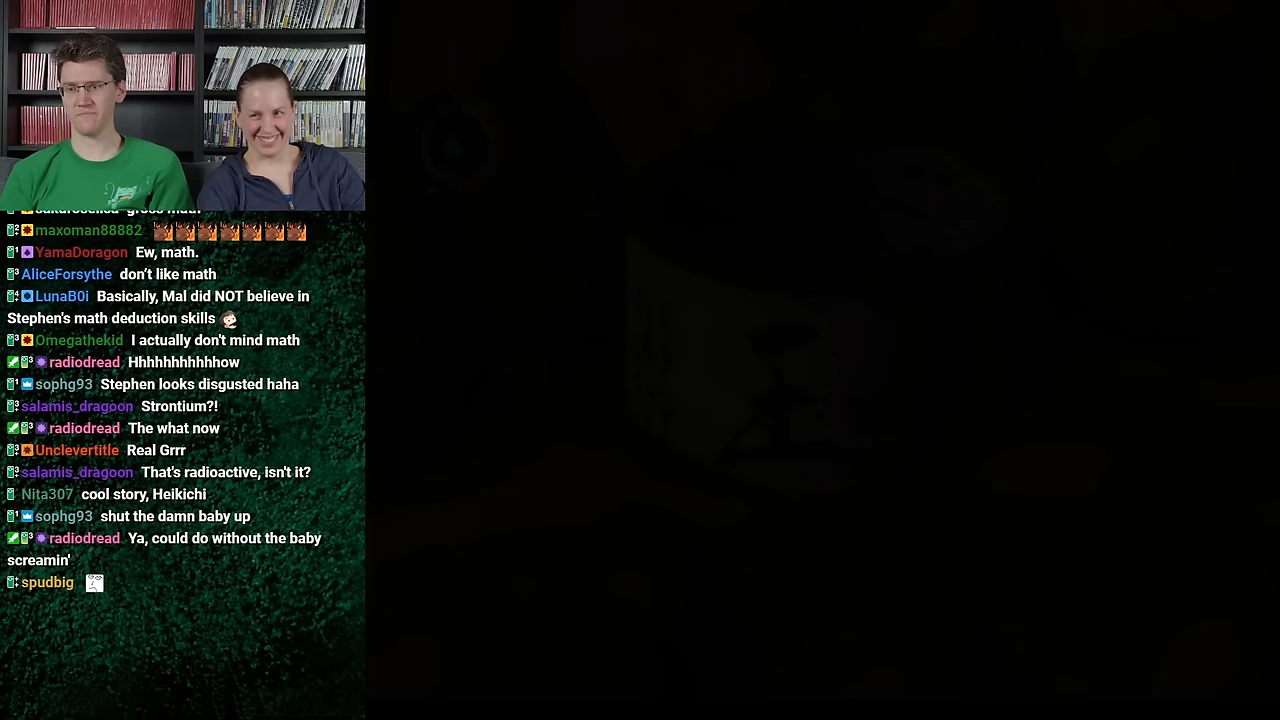 maxoman88882
YamaDoragon Ew, math.
AliceForsythe don't like math
LunaB0i Basically, Mal did NOT believe in
Stephen's math deduction skills
Omegathekid I actually don't mind math
radiodread Hhhhhhhhhhow
sophg93 Stephen looks disgusted haha
salamis_dragoon Strontium?!
radiodread The what now
Unclevertitle Real Grrr
salamis_dragoon That's radioactive, isn't it?
Nita307 cool story, Heikichi
sophg93 shut the damn baby up
radiodread Ya, could do without the baby
screamin'
spudbig